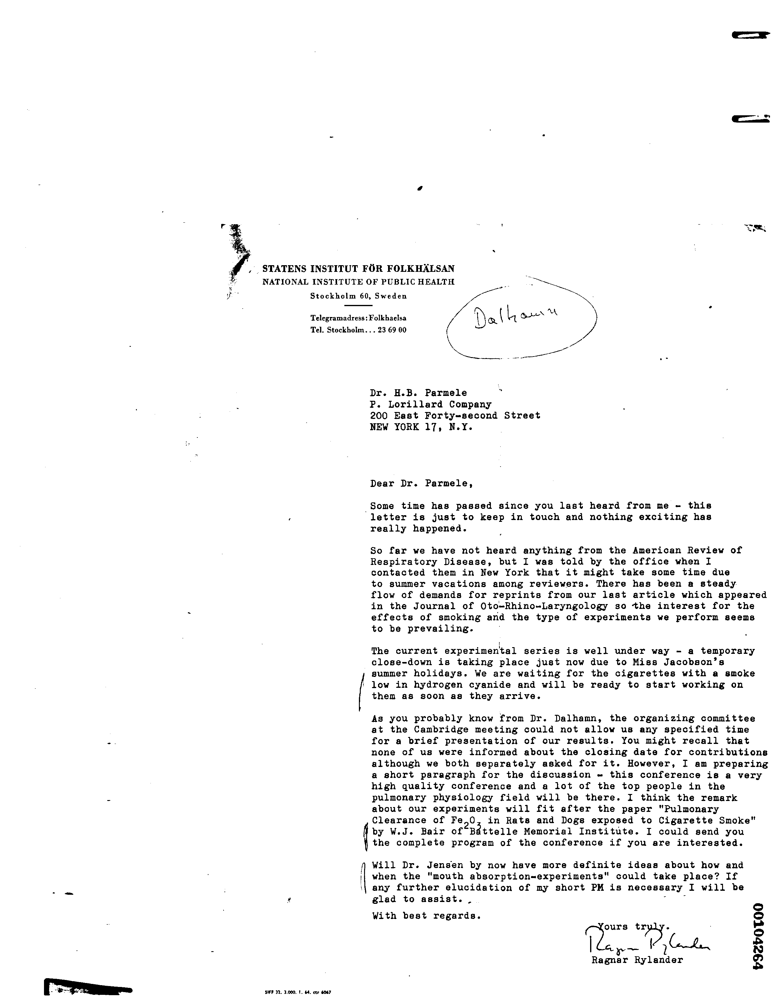 STATENS INSTITUT FÖR FOLKHÄLSAN
NATIONAL INSTITUTE OF PUBLIC HEALTH
Stockholm 60, Sweden
Telegramadress: Folkhaelsa
Tel. Stockholm... 23 69 00
Dalhamn
Dr. H.B. Parmele
P. Lorillard Company
200 East Forty-second Street
NEW YORK 17, N.Y.
Dear Dr. Parmele,
Some time has passed since you last heard from me - this
letter is just to keep in touch and nothing exciting has
really happened.
So far we have not heard anything from the American Review of
Respiratory Disease, but I was told by the office when I
contacted them in New York that it might take some time due
to summer vacations among reviewers. There has been a steady
flow of demands for reprints from our last article which appeared
in the Journal of Oto-Rhino-Laryngology so the interest for the
effects of smoking and the type of experiments we perform seems
to be prevailing.
The current experimental series is well under way - a temporary
close-down is taking place just now due to Miss Jacobson's
summer holidays. We are waiting for the cigarettes with a smoke
low in hydrogen cyanide and will be ready to start working on
them as soon as they arrive.
As you probably know from Dr. Dalhamn, the organizing committee
at the Cambridge meeting could not allow us any specified time
for a brief presentation of our results. You might recall that
none of us were informed about the closing date for contributions
although we both separately asked for it. However, I am preparing
a short paragraph for the discussion - this conference is a very
high quality conference and a lot of the top people in the
pulmonary physiology field will be there. I think the remark
about our experiments will fit after the paper "Pulmonary
Clearance of Fe2O3 in Rats and Dogs exposed to Cigarette Smoke"
by W.J. Bair of Battelle Memorial Institute. I could send you
the complete program of the conference if you are interested.
Will Dr. Jensen by now have more definite ideas about how and
when the "mouth absorption-experiments" could take place? If
any further elucidation of my short PM is necessary I will be
glad to assist.
With best regards.
Yours truly.
Ragnar Rylander
Ragnar Rylander
00104264